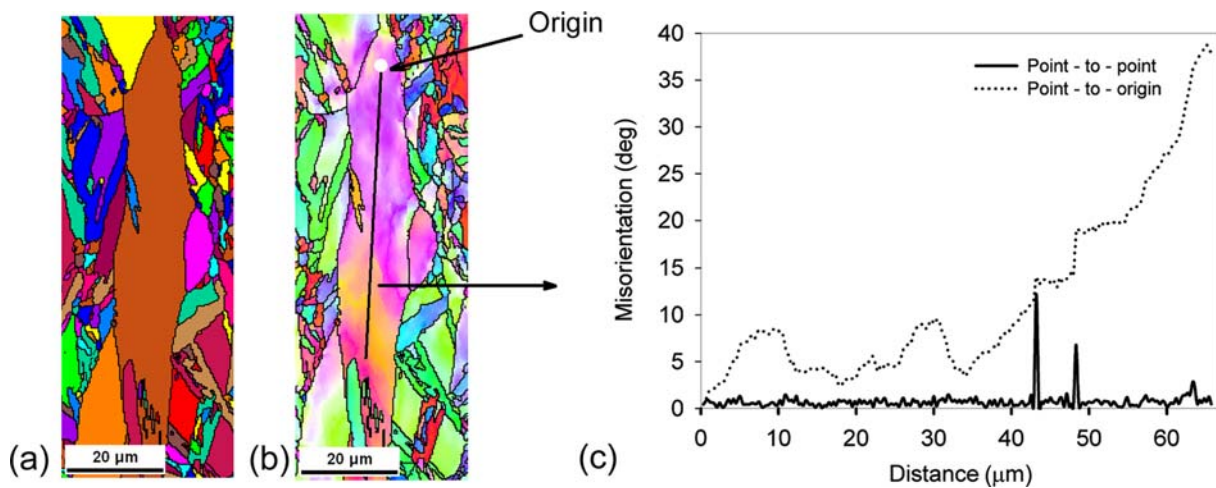 Origin
(a)
20 μm
(b)
20 μm
(c)
Misorientation (deg)
40
35
30
25
20
15
10
5
0
Point - to - point
Point - to - origin
0 10 20 30 40 50 60
Distance (μm)